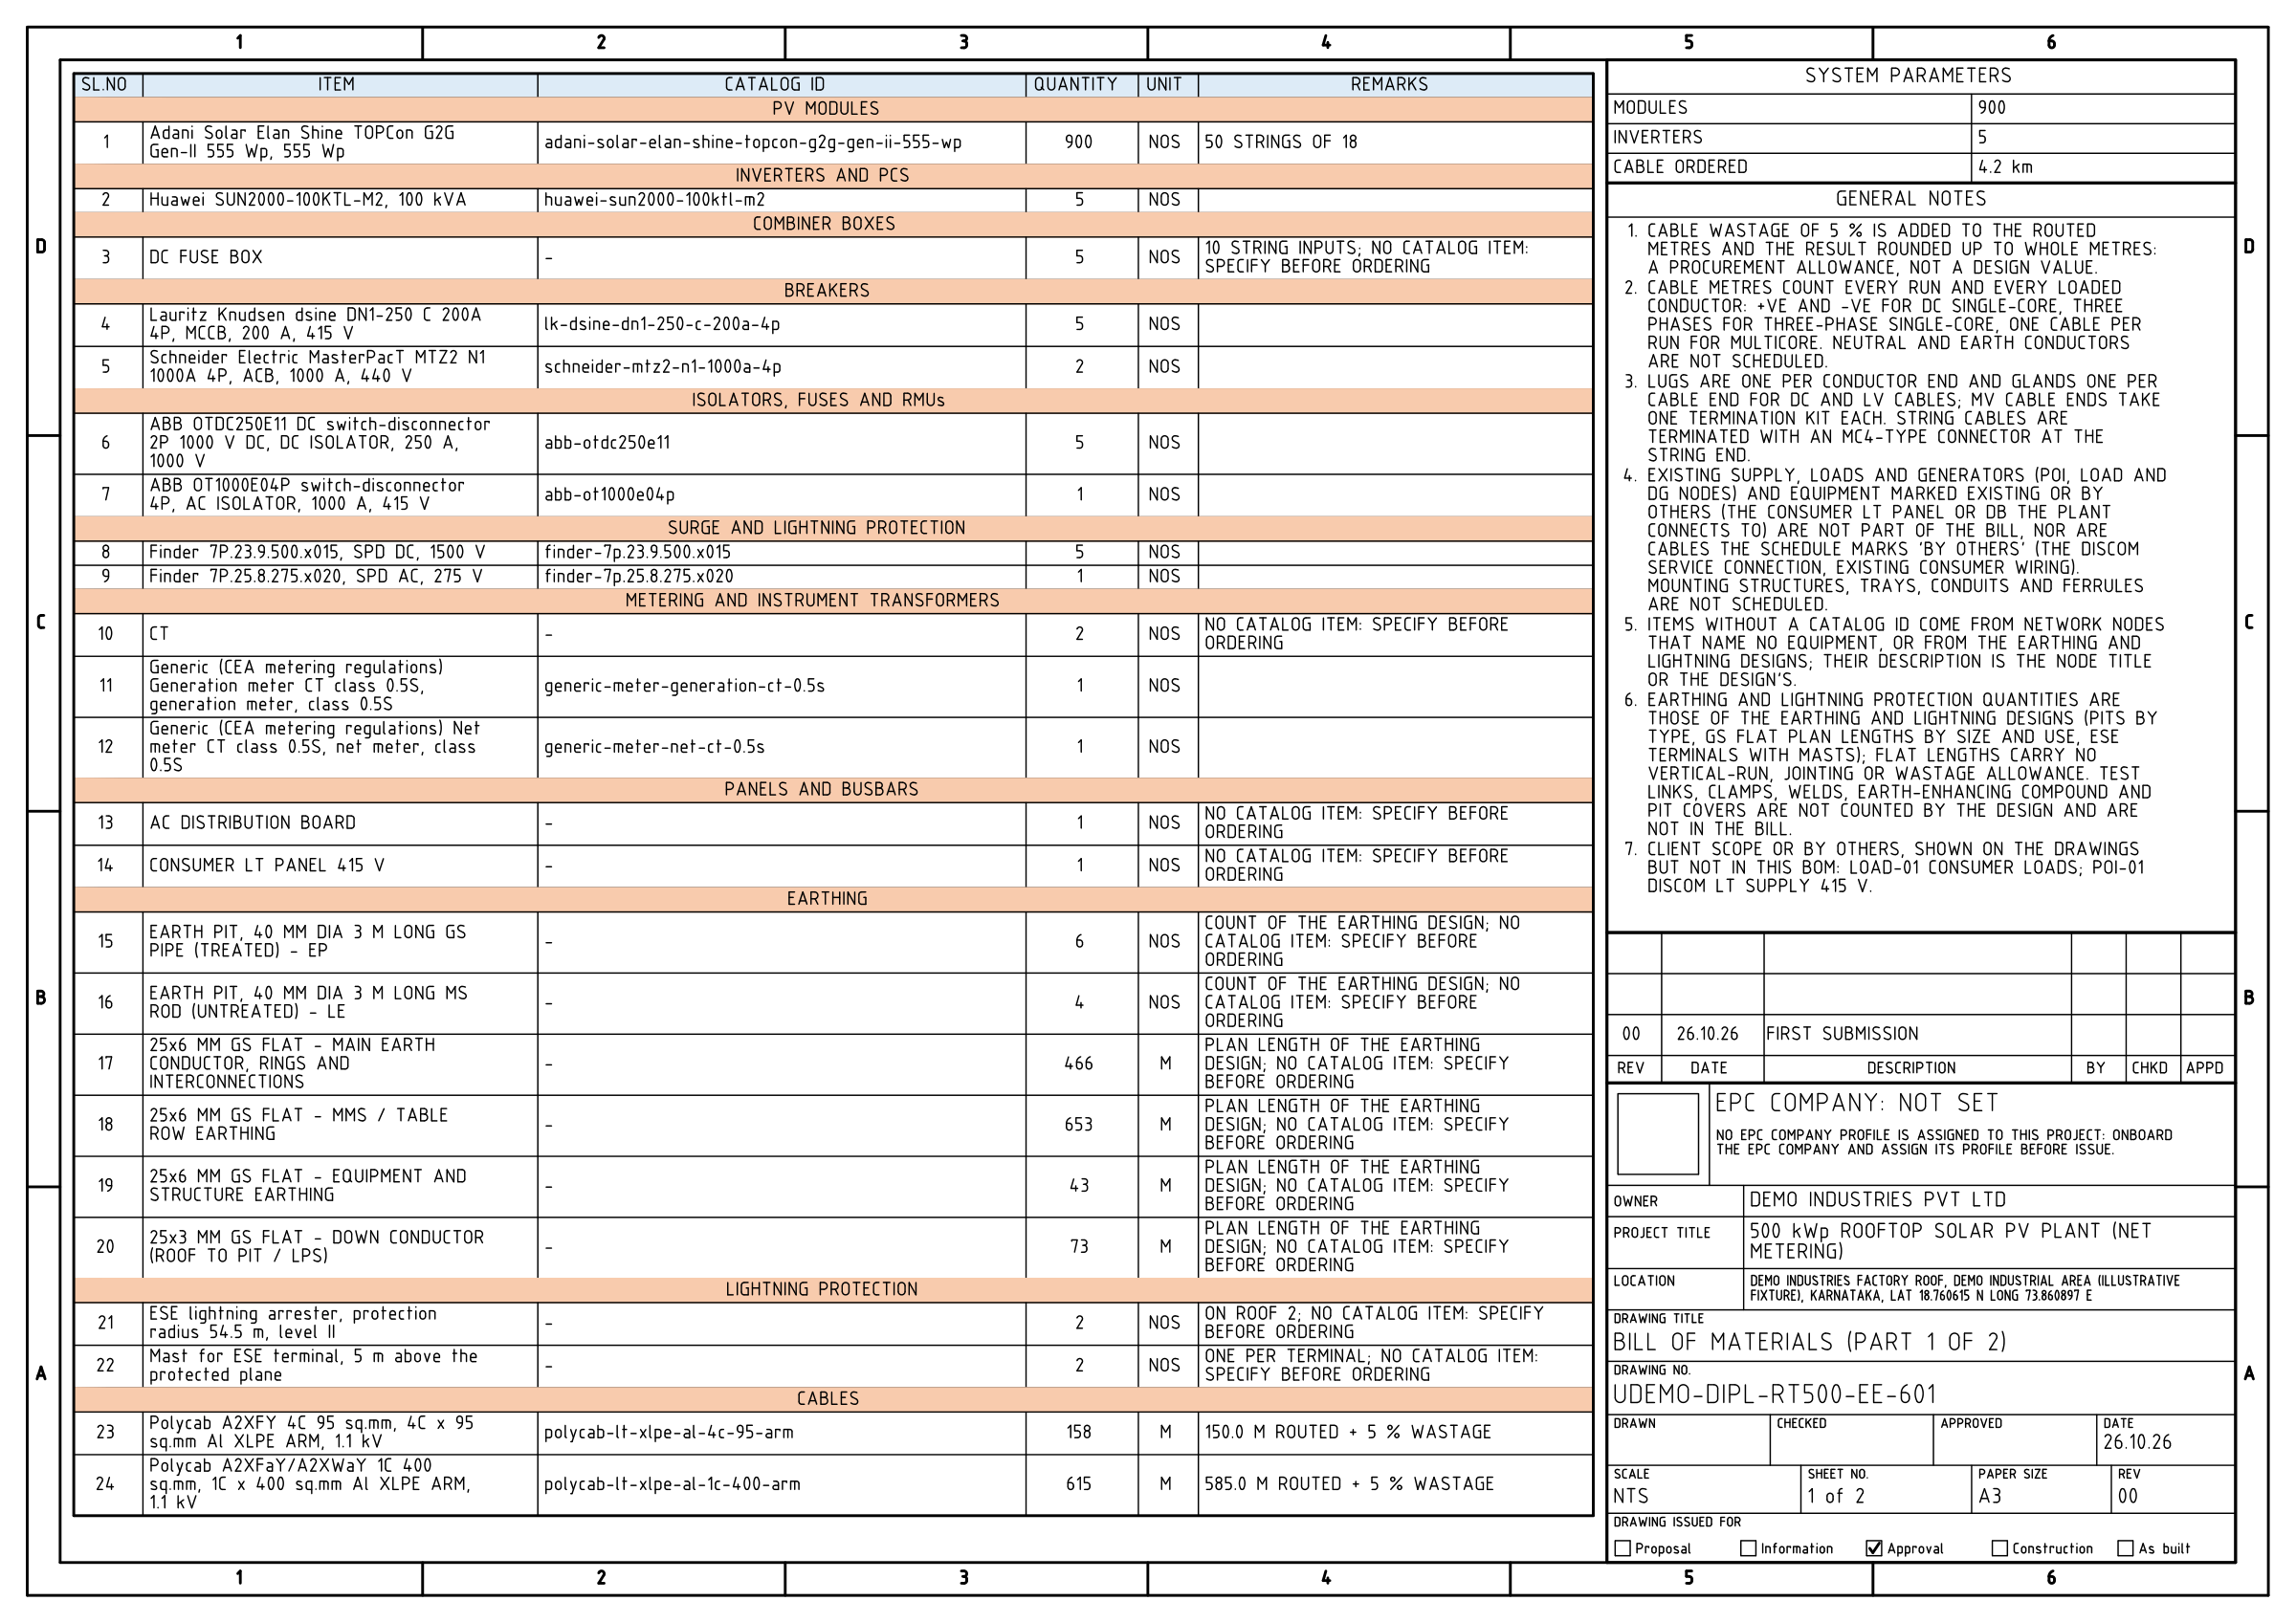 1 2 3 4 5 6
SL.NO ITEM CATALOG ID QUANTITY UNIT REMARKS
PV MODULES
1 Adani Solar Elan Shine TOPCon G2G Gen-II 555 Wp, 555 Wp adani-solar-elan-shine-topcon-g2g-gen-ii-555-wp 900 NOS 50 STRINGS OF 18
INVERTERS AND PCS
2 Huawei SUN2000-100KTL-M2, 100 kVA huawei-sun2000-100ktl-m2 5 NOS
COMBINER BOXES
3 DC FUSE BOX - 5 NOS 10 STRING INPUTS; NO CATALOG ITEM: SPECIFY BEFORE ORDERING
BREAKERS
4 Lauritz Knudsen dsine DN1-250 C 200A 4P, MCCB, 200 A, 415 V lk-dsine-dn1-250-c-200a-4p 5 NOS
5 Schneider Electric MasterPacT MTZ2 N1 1000A 4P, ACB, 1000 A, 440 V schneider-mtz2-n1-1000a-4p 2 NOS
ISOLATORS, FUSES AND RMUs
6 ABB OTDC250E11 DC switch-disconnector 2P 1000 V DC, DC ISOLATOR, 250 A, 1000 V abb-otdc250e11 5 NOS
7 ABB OT1000E04P switch-disconnector 4P, AC ISOLATOR, 1000 A, 415 V abb-ot1000e04p 1 NOS
SURGE AND LIGHTNING PROTECTION
8 Finder 7P.23.9.500.x015, SPD DC, 1500 V finder-7p.23.9.500.x015 5 NOS
9 Finder 7P.25.8.275.x020, SPD AC, 275 V finder-7p.25.8.275.x020 1 NOS
METERING AND INSTRUMENT TRANSFORMERS
10 CT - 2 NOS NO CATALOG ITEM: SPECIFY BEFORE ORDERING
11 Generic (CEA metering regulations) Generation meter CT class 0.5S, generation meter, class 0.5S generic-meter-generation-ct-0.5s 1 NOS
12 Generic (CEA metering regulations) Net meter CT class 0.5S, net meter, class 0.5S generic-meter-net-ct-0.5s 1 NOS
PANELS AND BUSBARS
13 AC DISTRIBUTION BOARD - 1 NOS NO CATALOG ITEM: SPECIFY BEFORE ORDERING
14 CONSUMER LT PANEL 415 V - 1 NOS NO CATALOG ITEM: SPECIFY BEFORE ORDERING
EARTHING
15 EARTH PIT, 40 MM DIA 3 M LONG GS PIPE (TREATED) - EP - 6 NOS COUNT OF THE EARTHING DESIGN; NO CATALOG ITEM: SPECIFY BEFORE ORDERING
16 EARTH PIT, 40 MM DIA 3 M LONG MS ROD (UNTREATED) - LE - 4 NOS COUNT OF THE EARTHING DESIGN; NO CATALOG ITEM: SPECIFY BEFORE ORDERING
17 25x6 MM GS FLAT - MAIN EARTH CONDUCTOR, RINGS AND INTERCONNECTIONS - 466 M PLAN LENGTH OF THE EARTHING DESIGN; NO CATALOG ITEM: SPECIFY BEFORE ORDERING
18 25x6 MM GS FLAT - MMS / TABLE ROW EARTHING - 653 M PLAN LENGTH OF THE EARTHING DESIGN; NO CATALOG ITEM: SPECIFY BEFORE ORDERING
19 25x6 MM GS FLAT - EQUIPMENT AND STRUCTURE EARTHING - 43 M PLAN LENGTH OF THE EARTHING DESIGN; NO CATALOG ITEM: SPECIFY BEFORE ORDERING
20 25x3 MM GS FLAT - DOWN CONDUCTOR (ROOF TO PIT / LPS) - 73 M PLAN LENGTH OF THE EARTHING DESIGN; NO CATALOG ITEM: SPECIFY BEFORE ORDERING
LIGHTNING PROTECTION
21 ESE lightning arrester, protection radius 54.5 m, level II - 2 NOS ON ROOF 2; NO CATALOG ITEM: SPECIFY BEFORE ORDERING
22 Mast for ESE terminal, 5 m above the protected plane - 2 NOS ONE PER TERMINAL; NO CATALOG ITEM: SPECIFY BEFORE ORDERING
CABLES
23 Polycab A2XFY 4C 95 sq.mm, 4C x 95 sq.mm Al XLPE ARM, 1.1 kV polycab-lt-xlpe-al-4c-95-arm 158 M 150.0 M ROUTED + 5 % WASTAGE
24 Polycab A2XFaY/A2XWaY 1C 400 sq.mm, 1C x 400 sq.mm Al XLPE ARM, 1.1 kV polycab-lt-xlpe-al-1c-400-arm 615 M 585.0 M ROUTED + 5 % WASTAGE
SYSTEM PARAMETERS
MODULES 900
INVERTERS 5
CABLE ORDERED 4.2 km
GENERAL NOTES
1. CABLE WASTAGE OF 5 % IS ADDED TO THE ROUTED
METRES AND THE RESULT ROUNDED UP TO WHOLE METRES:
A PROCUREMENT ALLOWANCE, NOT A DESIGN VALUE.
2. CABLE METRES COUNT EVERY RUN AND EVERY LOADED
CONDUCTOR: +VE AND -VE FOR DC SINGLE-CORE, THREE
PHASES FOR THREE-PHASE SINGLE-CORE, ONE CABLE PER
RUN FOR MULTICORE. NEUTRAL AND EARTH CONDUCTORS
ARE NOT SCHEDULED.
3. LUGS ARE ONE PER CONDUCTOR END AND GLANDS ONE PER
CABLE END FOR DC AND LV CABLES; MV CABLE ENDS TAKE
ONE TERMINATION KIT EACH. STRING CABLES ARE
TERMINATED WITH AN MC4-TYPE CONNECTOR AT THE
STRING END.
4. EXISTING SUPPLY, LOADS AND GENERATORS (POI, LOAD AND
DG NODES) AND EQUIPMENT MARKED EXISTING OR BY
OTHERS (THE CONSUMER LT PANEL OR DB THE PLANT
CONNECTS TO) ARE NOT PART OF THE BILL, NOR ARE
CABLES THE SCHEDULE MARKS 'BY OTHERS' (THE DISCOM
SERVICE CONNECTION, EXISTING CONSUMER WIRING).
MOUNTING STRUCTURES, TRAYS, CONDUITS AND FERRULES
ARE NOT SCHEDULED.
5. ITEMS WITHOUT A CATALOG ID COME FROM NETWORK NODES
THAT NAME NO EQUIPMENT, OR FROM THE EARTHING AND
LIGHTNING DESIGNS; THEIR DESCRIPTION IS THE NODE TITLE
OR THE DESIGN'S.
6. EARTHING AND LIGHTNING PROTECTION QUANTITIES ARE
THOSE OF THE EARTHING AND LIGHTNING DESIGNS (PITS BY
TYPE, GS FLAT PLAN LENGTHS BY SIZE AND USE, ESE
TERMINALS WITH MASTS); FLAT LENGTHS CARRY NO
VERTICAL-RUN, JOINTING OR WASTAGE ALLOWANCE. TEST
LINKS, CLAMPS, WELDS, EARTH-ENHANCING COMPOUND AND
PIT COVERS ARE NOT COUNTED BY THE DESIGN AND ARE
NOT IN THE BILL.
7. CLIENT SCOPE OR BY OTHERS, SHOWN ON THE DRAWINGS
BUT NOT IN THIS BOM: LOAD-01 CONSUMER LOADS; POI-01
DISCOM LT SUPPLY 415 V.
00 26.10.26 FIRST SUBMISSION
REV DATE DESCRIPTION BY CHKD APPD
EPC COMPANY: NOT SET
NO EPC COMPANY PROFILE IS ASSIGNED TO THIS PROJECT: ONBOARD
THE EPC COMPANY AND ASSIGN ITS PROFILE BEFORE ISSUE.
OWNER DEMO INDUSTRIES PVT LTD
PROJECT TITLE 500 kWp ROOFTOP SOLAR PV PLANT (NET
METERING)
LOCATION DEMO INDUSTRIES FACTORY ROOF, DEMO INDUSTRIAL AREA (ILLUSTRATIVE
FIXTURE), KARNATAKA, LAT 18.760615 N LONG 73.860897 E
DRAWING TITLE
BILL OF MATERIALS (PART 1 OF 2)
DRAWING NO.
UDEMO-DIPL-RT500-EE-601
DRAWN CHECKED APPROVED DATE
26.10.26
SCALE SHEET NO. PAPER SIZE REV
NTS 1 of 2 A3 00
DRAWING ISSUED FOR
Proposal Information Approval Construction As built
D D
C C
B B
A A
1 2 3 4 5 6